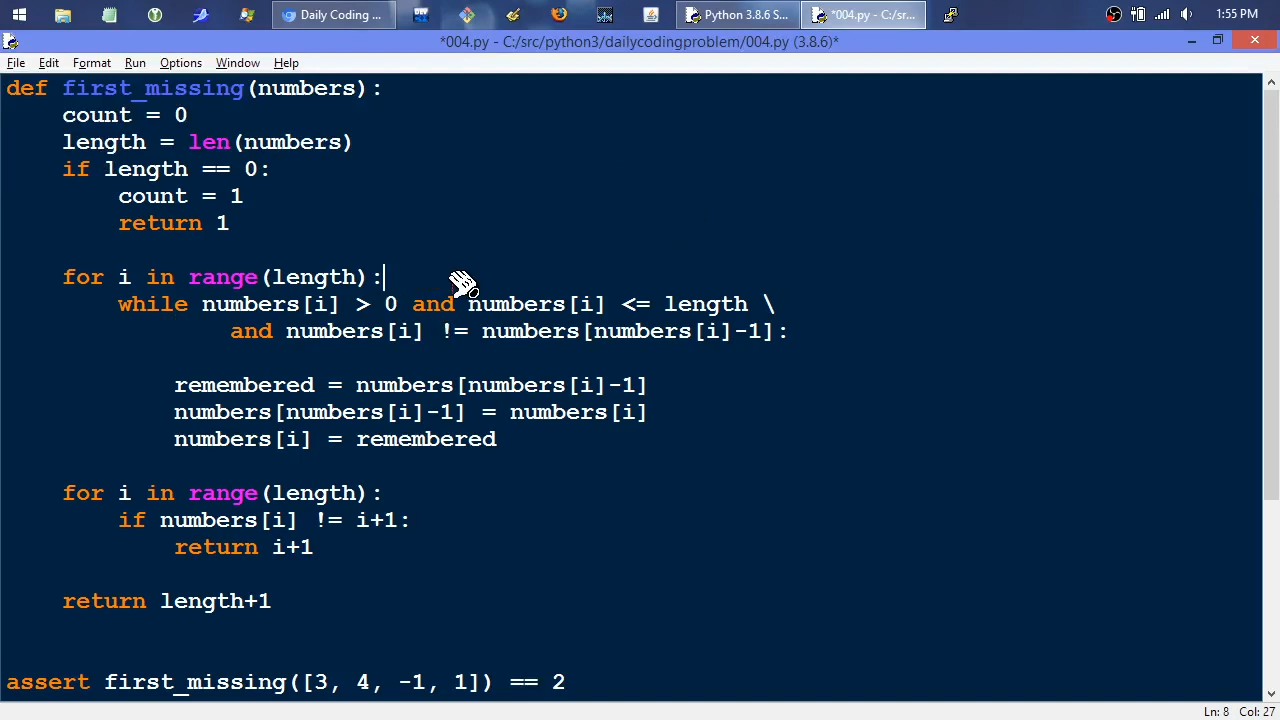 Daily Coding ...
Python 3.8.6 S...
*004.py - C:/sr...
1:55 PM
*004.py - C:/src/python3/dailycodingproblem/004.py (3.8.6)*
File Edit Format Run Options Window Help
def first_missing(numbers):
    count = 0
    length = len(numbers)
    if length == 0:
        count = 1
        return 1
    for i in range(length):
        while numbers[i] > 0 and numbers[i] <= length \
                and numbers[i] != numbers[numbers[i]-1]:
            remembered = numbers[numbers[i]-1]
            numbers[numbers[i]-1] = numbers[i]
            numbers[i] = remembered
    for i in range(length):
        if numbers[i] != i+1:
            return i+1
    return length+1
assert first_missing([3, 4, -1, 1]) == 2
Ln: 8 Col: 27